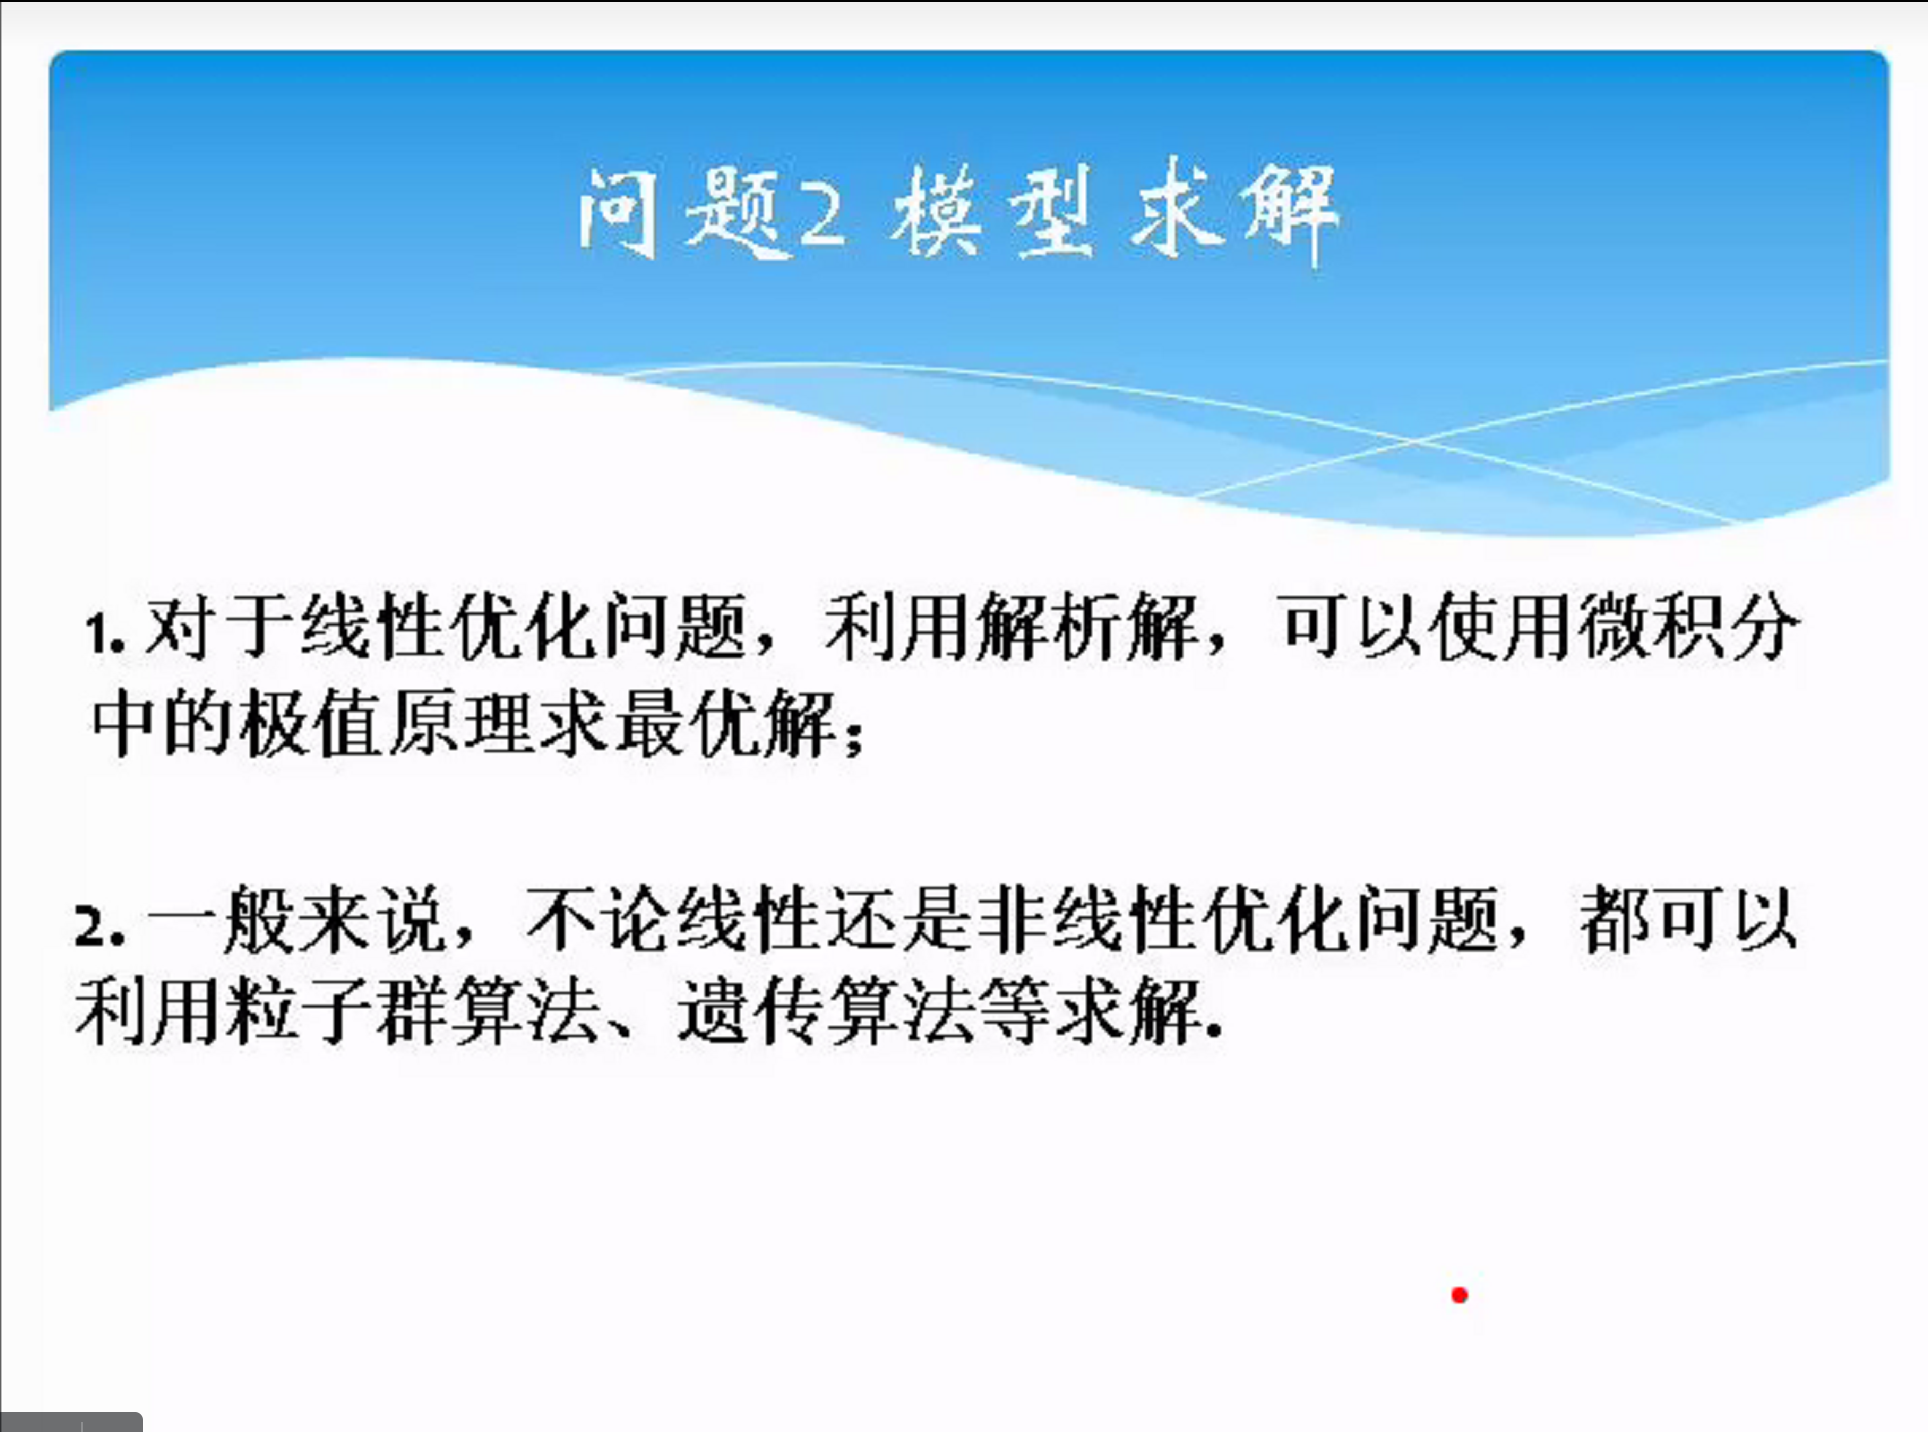 问题2 模型求解
1. 对于线性优化问题，利用解析解，可以使用微积分
中的极值原理求最优解；
2. 一般来说，不论线性还是非线性优化问题，都可以
利用粒子群算法、遗传算法等求解.